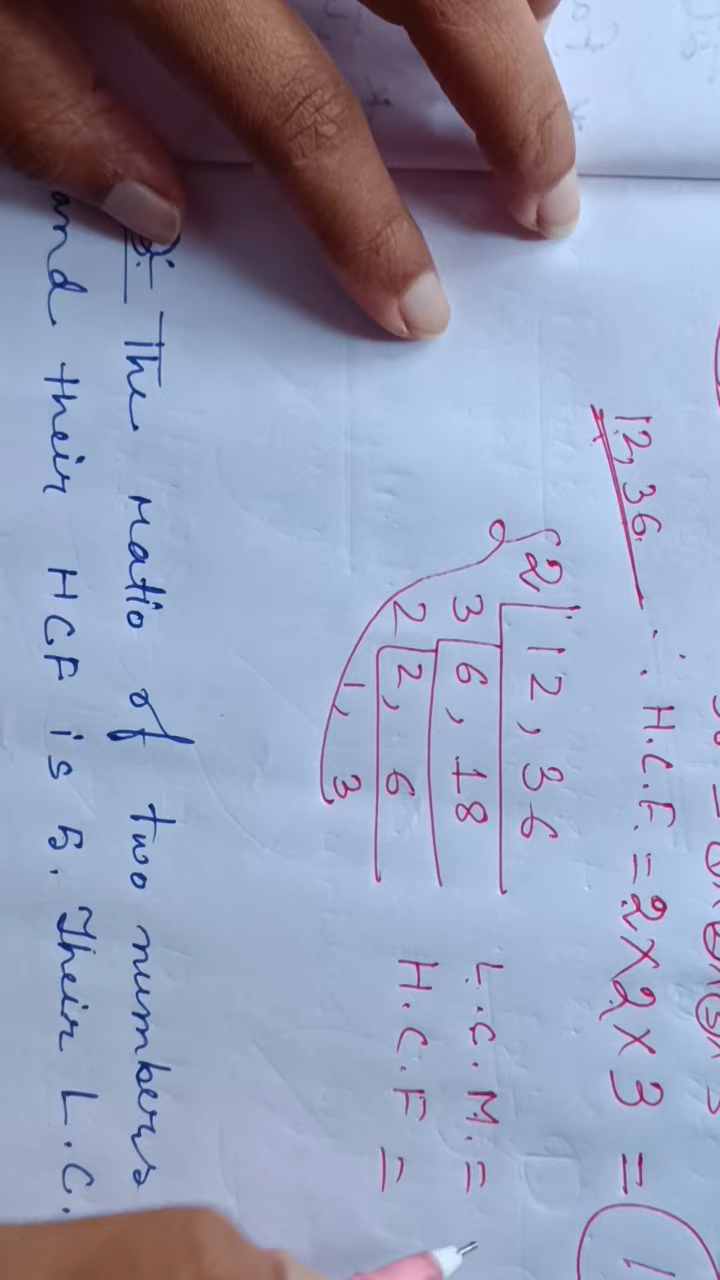 12, 36
∴ H.C.F. = 2×2×3 =
2 | 12, 36
3 | 6, 18
2 | 2, 6
1, 3
L.C.M. =
H.C.F =
The ratio of two numbers
and their HCF is 5. Their L.C.